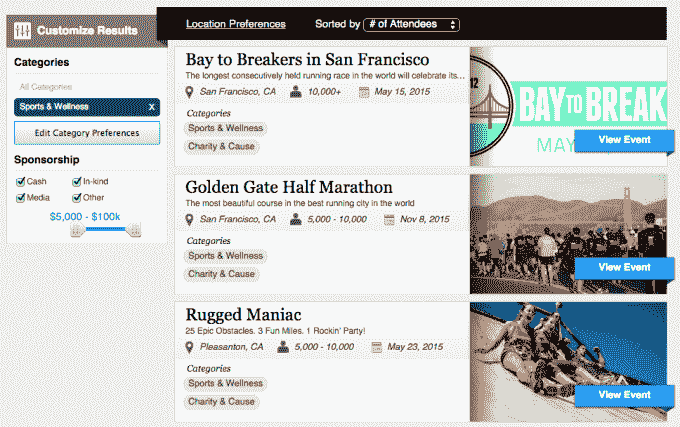 Customize Results
Categories
All Categories
Sports & Wellness X
Edit Category Preferences
Sponsorship
Cash In-kind
Media Other
$5,000 - $100k
Location Preferences Sorted by # of Attendees
Bay to Breakers in San Francisco
The longest consecutively held running race in the world will celebrate its...
San Francisco, CA 10,000+ May 15, 2015
Categories
Sports & Wellness
Charity & Cause
12
BAY TO BREAK
MAY
View Event
Golden Gate Half Marathon
The most beautiful course in the best running city in the world
San Francisco, CA 5,000 - 10,000 Nov 8, 2015
Categories
Sports & Wellness
Charity & Cause
View Event
Rugged Maniac
25 Epic Obstacles. 3 Fun Miles. 1 Rockin' Party!
Pleasanton, CA 5,000 - 10,000 May 23, 2015
Categories
Sports & Wellness
Charity & Cause
View Event